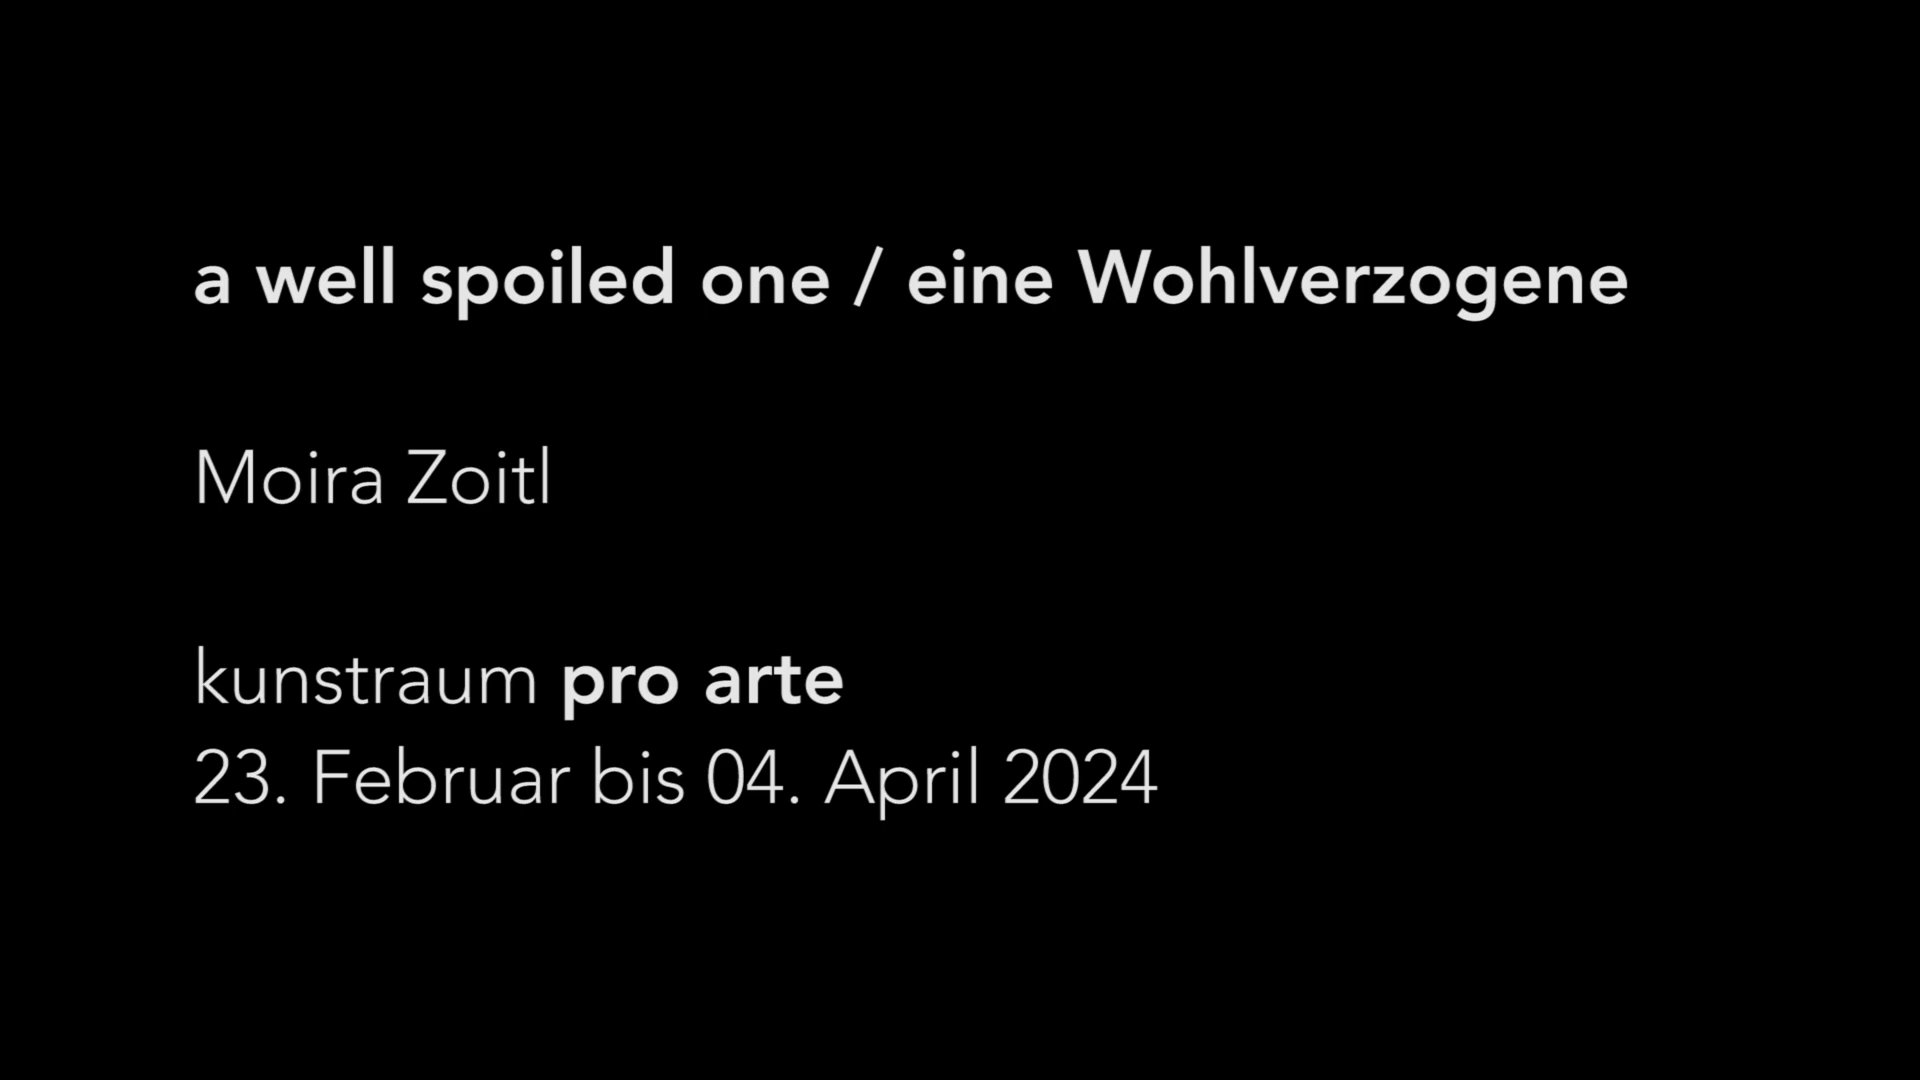 a well spoiled one / eine Wohlverzogene
Moira Zoitl
kunstraum pro arte
23. Februar bis 04. April 2024